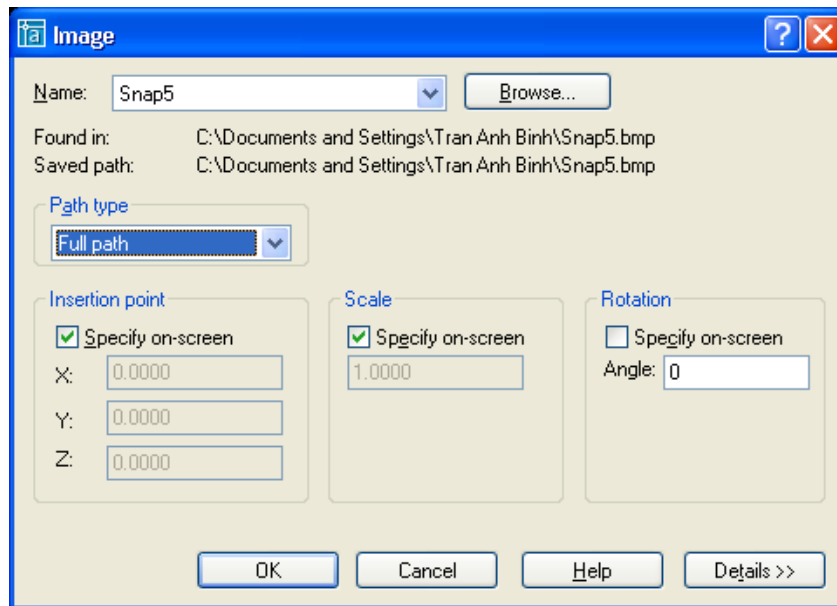 Image
Name: Snap5 Browse...
Found in: C:\Documents and Settings\Tran Anh Binh\Snap5.bmp
Saved path: C:\Documents and Settings\Tran Anh Binh\Snap5.bmp
Path type
Full path
Insertion point Scale Rotation
Specify on-screen Specify on-screen Specify on-screen
X: 0.0000 1.0000 Angle: 0
Y: 0.0000
Z: 0.0000
OK Cancel Help Details >>